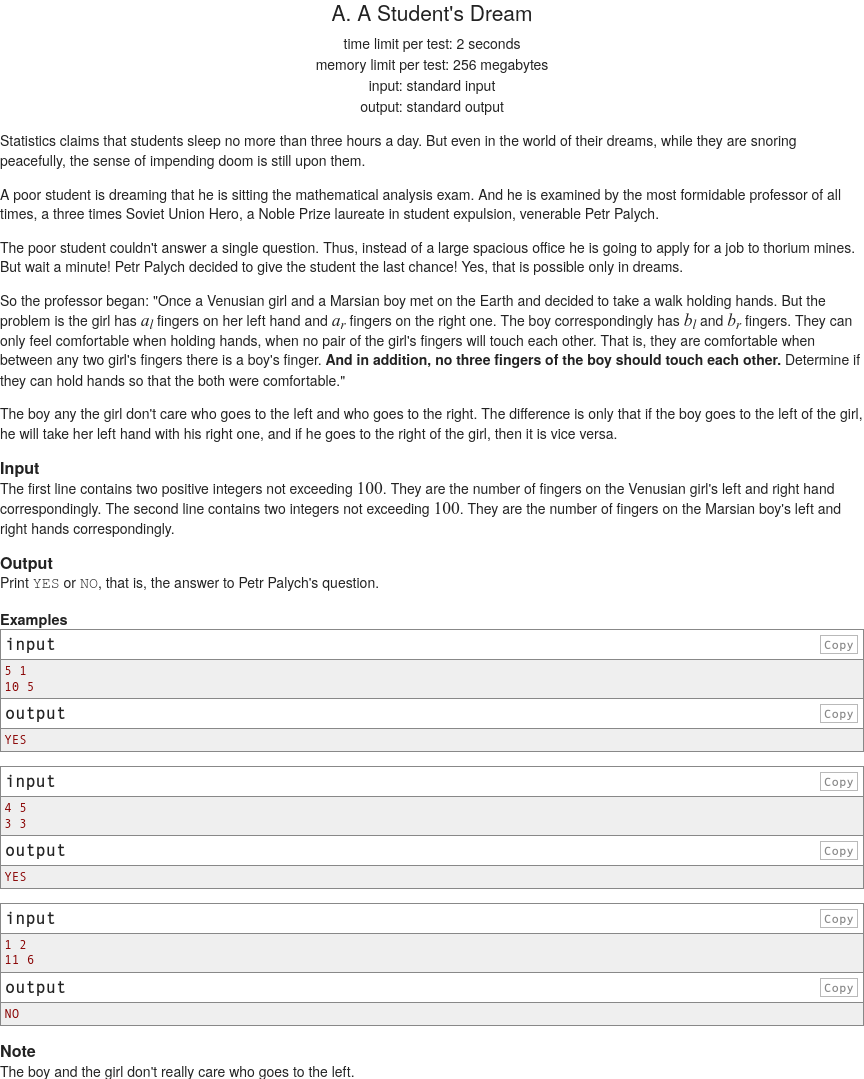 A. A Student's Dream
time limit per test: 2 seconds
memory limit per test: 256 megabytes
input: standard input
output: standard output
Statistics claims that students sleep no more than three hours a day. But even in the world of their dreams, while they are snoring
peacefully, the sense of impending doom is still upon them.
A poor student is dreaming that he is sitting the mathematical analysis exam. And he is examined by the most formidable professor of all
times, a three times Soviet Union Hero, a Noble Prize laureate in student expulsion, venerable Petr Palych.
The poor student couldn't answer a single question. Thus, instead of a large spacious office he is going to apply for a job to thorium mines.
But wait a minute! Petr Palych decided to give the student the last chance! Yes, that is possible only in dreams.
So the professor began: "Once a Venusian girl and a Marsian boy met on the Earth and decided to take a walk holding hands. But the
problem is the girl has a_l fingers on her left hand and a_r fingers on the right one. The boy correspondingly has b_l and b_r fingers. They can
only feel comfortable when holding hands, when no pair of the girl's fingers will touch each other. That is, they are comfortable when
between any two girl's fingers there is a boy's finger. And in addition, no three fingers of the boy should touch each other. Determine if
they can hold hands so that the both were comfortable."
The boy any the girl don't care who goes to the left and who goes to the right. The difference is only that if the boy goes to the left of the girl,
he will take her left hand with his right one, and if he goes to the right of the girl, then it is vice versa.
Input
The first line contains two positive integers not exceeding 100. They are the number of fingers on the Venusian girl's left and right hand
correspondingly. The second line contains two integers not exceeding 100. They are the number of fingers on the Marsian boy's left and
right hands correspondingly.
Output
Print YES or NO, that is, the answer to Petr Palych's question.
Examples
input Copy
5 1
10 5
output Copy
YES
input Copy
4 5
3 3
output Copy
YES
input Copy
1 2
11 6
output Copy
NO
Note
The boy and the girl don't really care who goes to the left.